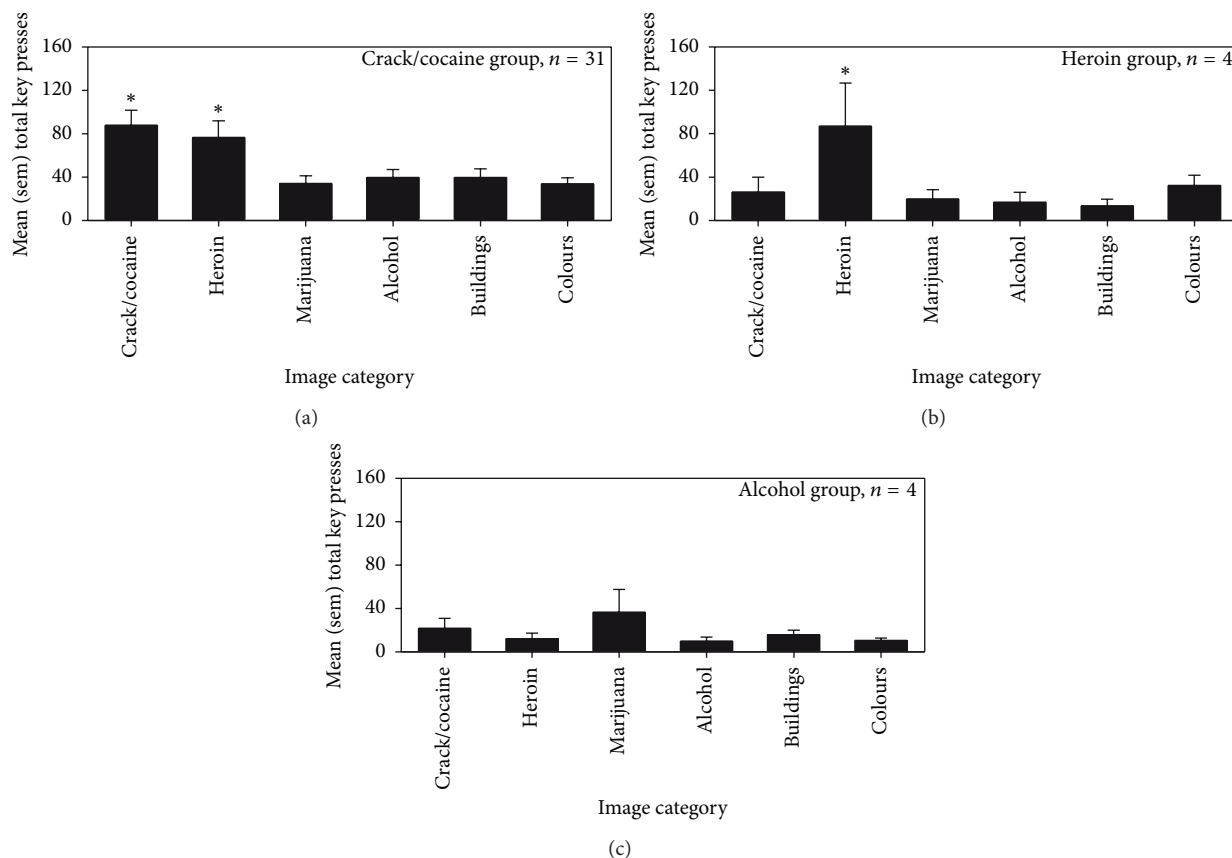 Mean (sem) total key presses
160
120
80
40
0
Crack/cocaine group, n = 31
*
*
Crack/cocaine
Heroin
Marijuana
Alcohol
Buildings
Colours
Image category
(a)
Mean (sem) total key presses
160
120
80
40
0
Heroin group, n = 4
*
Crack/cocaine
Heroin
Marijuana
Alcohol
Buildings
Colours
Image category
(b)
Mean (sem) total key presses
160
120
80
40
0
Alcohol group, n = 4
Crack/cocaine
Heroin
Marijuana
Alcohol
Buildings
Colours
Image category
(c)